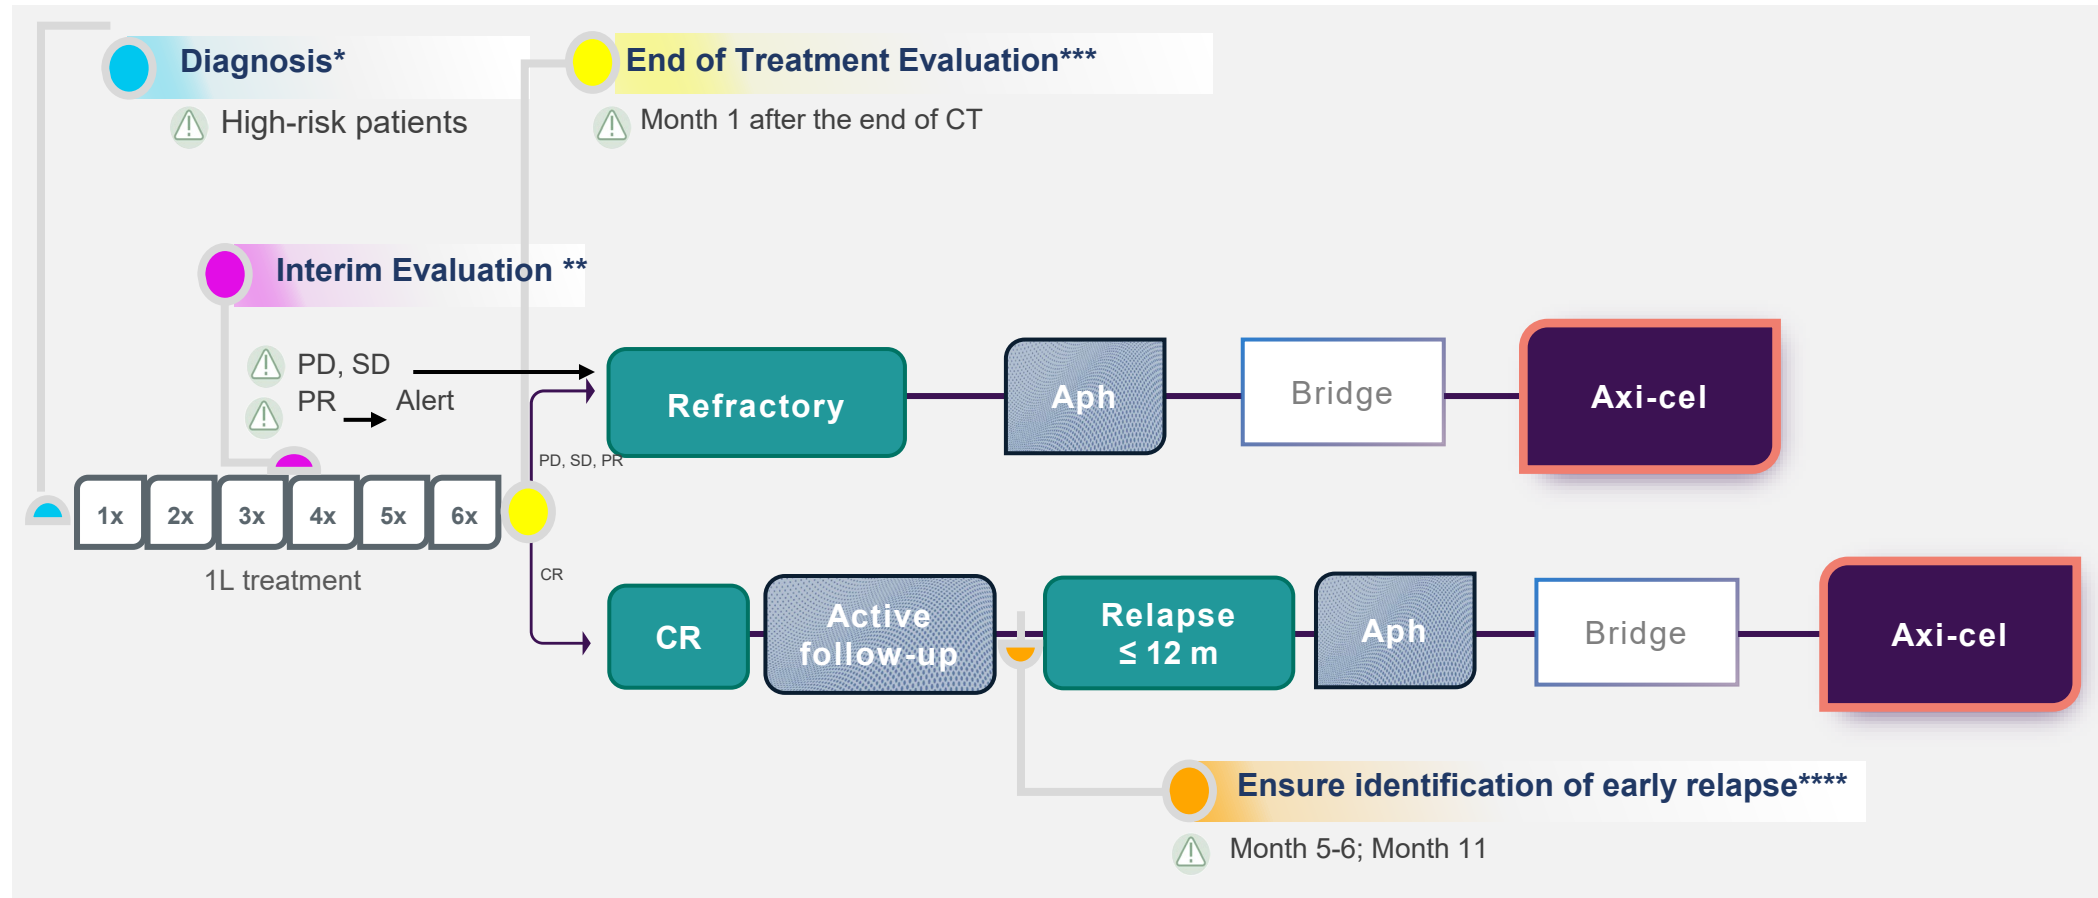 Diagnosis*
High-risk patients
End of Treatment Evaluation***
Month 1 after the end of CT
Interim Evaluation **
PD, SD
PR
Alert
1x
2x
3x
4x
5x
6x
1L treatment
PD, SD, PR
CR
Refractory
Aph
Bridge
Axi-cel
CR
Active
follow-up
Relapse
≤ 12 m
Aph
Bridge
Axi-cel
Ensure identification of early relapse****
Month 5-6; Month 11